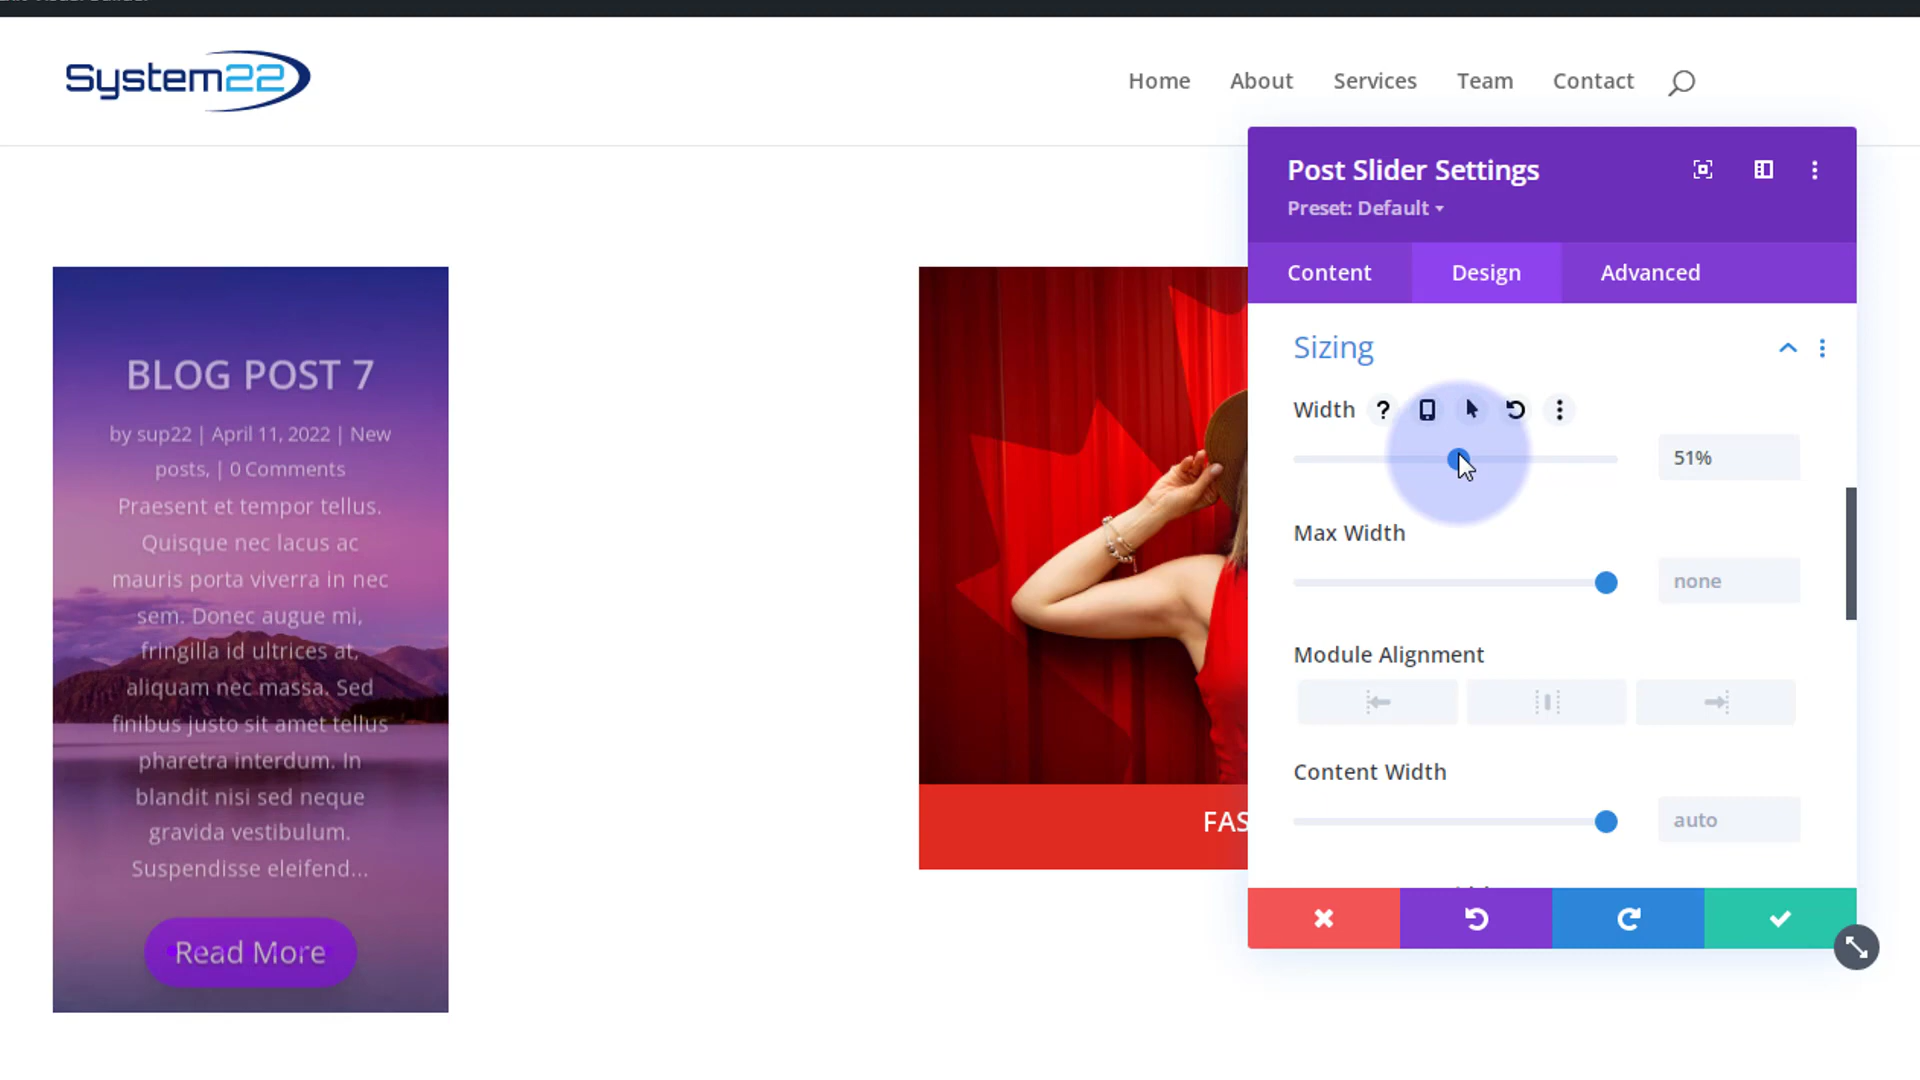 System22
Home
About
Services
Team
Contact
BLOG POST 7
by sup22 | April 11, 2022 | New
posts, | 0 Comments
Praesent et tempor tellus.
Quisque nec lacus ac
mauris porta viverra in nec
sem. Donec augue mi,
fringilla id ultrices at,
aliquam nec massa. Sed
finibus justo sit amet tellus
pharetra interdum. In
blandit nisi sed neque
gravida vestibulum.
Suspendisse eleifend...
Read More
FAS
Post Slider Settings
Preset: Default
Content
Design
Advanced
Sizing
Width ?
51%
Max Width
none
Module Alignment
Content Width
auto